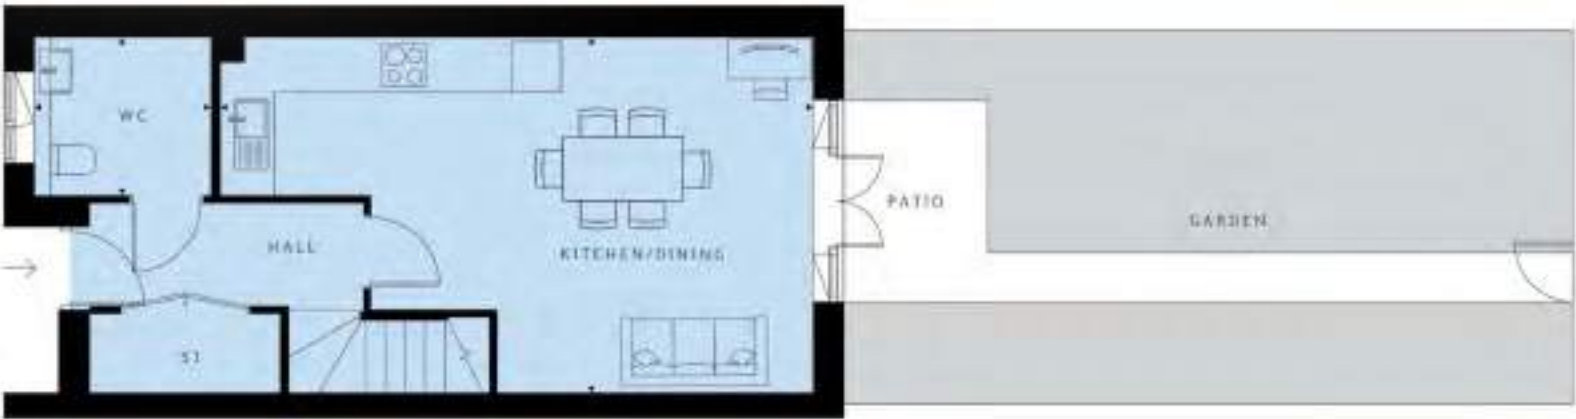 WC
PATIO
GARDEN
HALL
KITCHEN/DINING
ST